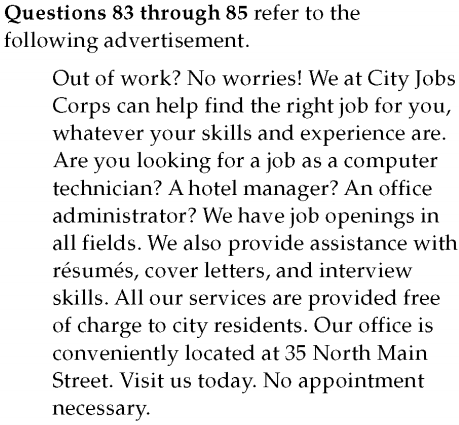 Questions 83 through 85 refer to the
following advertisement.
Out of work? No worries! We at City Jobs
Corps can help find the right job for you,
whatever your skills and experience are.
Are you looking for a job as a computer
technician? A hotel manager? An office
administrator? We have job openings in
all fields. We also provide assistance with
résumés, cover letters, and interview
skills. All our services are provided free
of charge to city residents. Our office is
conveniently located at 35 North Main
Street. Visit us today. No appointment
necessary.